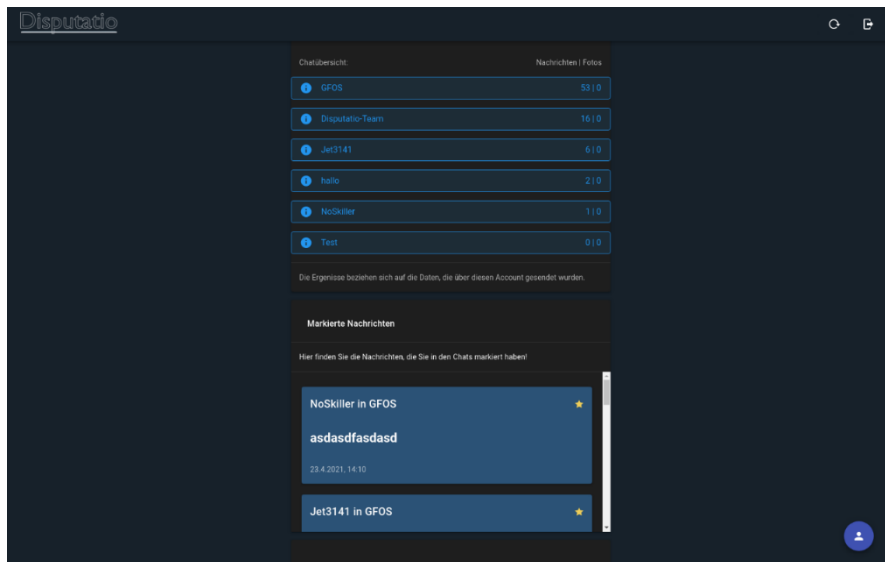 Disputatio
Chatübersicht: Nachrichten | Fotos
GFOS 53 | 0
Disputatio-Team 16 | 0
Jet3141 6 | 0
hallo 2 | 0
NoSkiller 1 | 0
Test 0 | 0
Die Ergenisse beziehen sich auf die Daten, die über diesen Account gesendet wurden.
Markierte Nachrichten
Hier finden Sie die Nachrichten, die Sie in den Chats markiert haben!
NoSkiller in GFOS
asdasdfasdasd
23.4.2021, 14:10
Jet3141 in GFOS